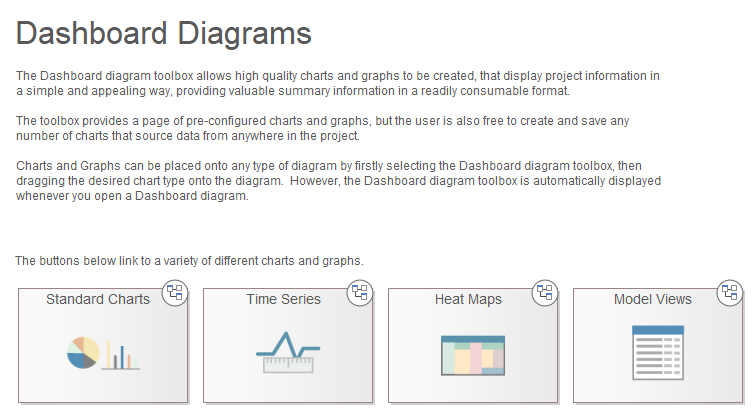 Dashboard Diagrams
The Dashboard diagram toolbox allows high quality charts and graphs to be created, that display project information in
a simple and appealing way, providing valuable summary information in a readily consumable format.
The toolbox provides a page of pre-configured charts and graphs, but the user is also free to create and save any
number of charts that source data from anywhere in the project.
Charts and Graphs can be placed onto any type of diagram by firstly selecting the Dashboard diagram toolbox, then
dragging the desired chart type onto the diagram.  However, the Dashboard diagram toolbox is automatically displayed
whenever you open a Dashboard diagram.
The buttons below link to a variety of different charts and graphs.
Standard Charts
Time Series
Heat Maps
Model Views